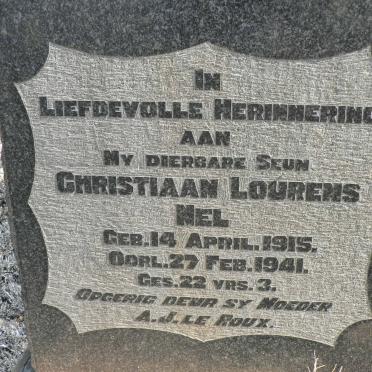 IN
LIEFDEVOLLE HERINNERING
AAN
MY DIERBARE SEUN
CHRISTIAAN LOURENS
NEL
GEB. 14 APRIL. 1915.
OORL. 27 FEB. 1941.
GES. 22 VRS. 3.
OPGERIG DEUR SY MOEDER
A.J. LE ROUX.